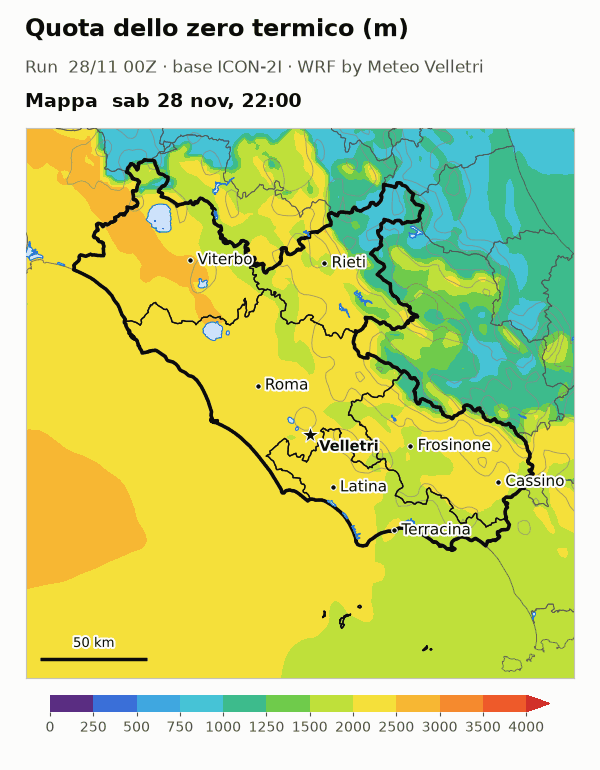 Quota dello zero termico (m)
Run  28/11 00Z · base ICON-2I · WRF by Meteo Velletri
Mappa  sab 28 nov, 22:00
Viterbo
Rieti
Roma
Velletri
Frosinone
Cassino
Latina
Terracina
50 km
0 250 500 750 1000 1250 1500 2000 2500 3000 3500 4000